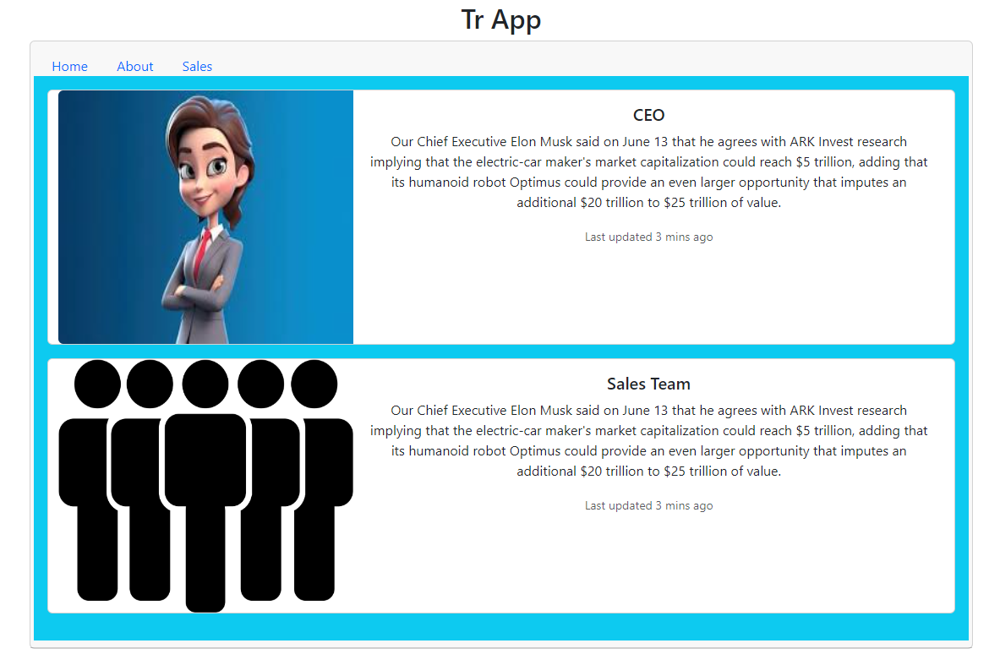 Tr App
Home About Sales
CEO
Our Chief Executive Elon Musk said on June 13 that he agrees with ARK Invest research
implying that the electric-car maker's market capitalization could reach $5 trillion, adding that
its humanoid robot Optimus could provide an even larger opportunity that imputes an
additional $20 trillion to $25 trillion of value.
Last updated 3 mins ago
Sales Team
Our Chief Executive Elon Musk said on June 13 that he agrees with ARK Invest research
implying that the electric-car maker's market capitalization could reach $5 trillion, adding that
its humanoid robot Optimus could provide an even larger opportunity that imputes an
additional $20 trillion to $25 trillion of value.
Last updated 3 mins ago